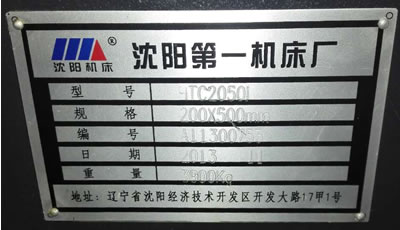 沈阳机床® 沈阳第一机床厂
型号 HTC2050i
规格 200X500mm
编号
日期 2013 11
重量
地址:辽宁省沈阳经济技术开发区开发大路17甲1号